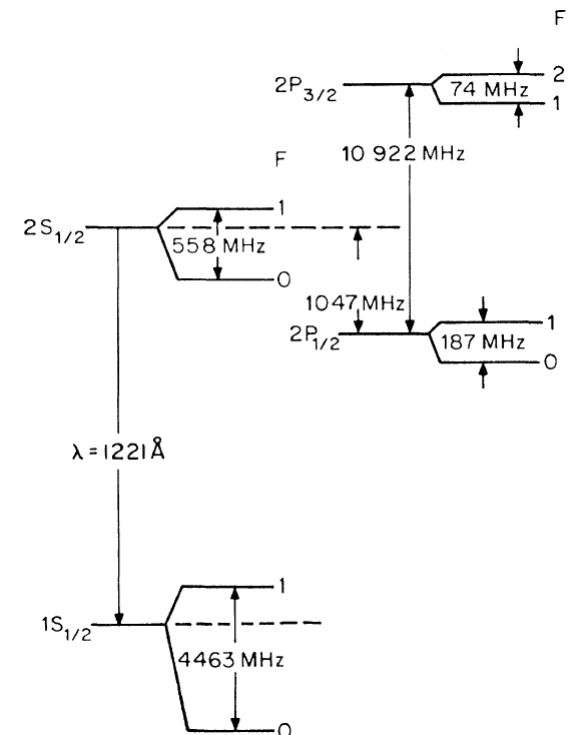 F
2
2P3/2
74 MHz
1
10 922 MHz
F
1
2S1/2
558 MHz
0
1047 MHz
1
2P1/2
187 MHz
0
λ = 1221 Å
1
1S1/2
4463 MHz
0